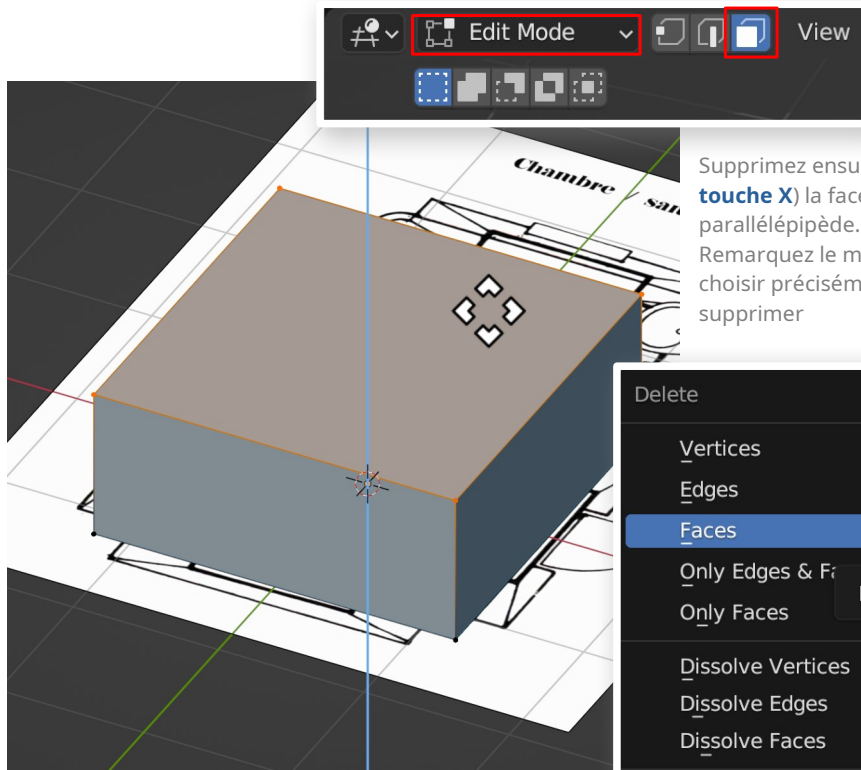 Edit Mode
View
Chambre
Supprimez ensu
touche X) la face
parallélépipède.
Remarquez le m
choisir précisém
supprimer
Delete
Vertices
Edges
Faces
Only Edges & Fa
Only Faces
Dissolve Vertices
Dissolve Edges
Dissolve Faces